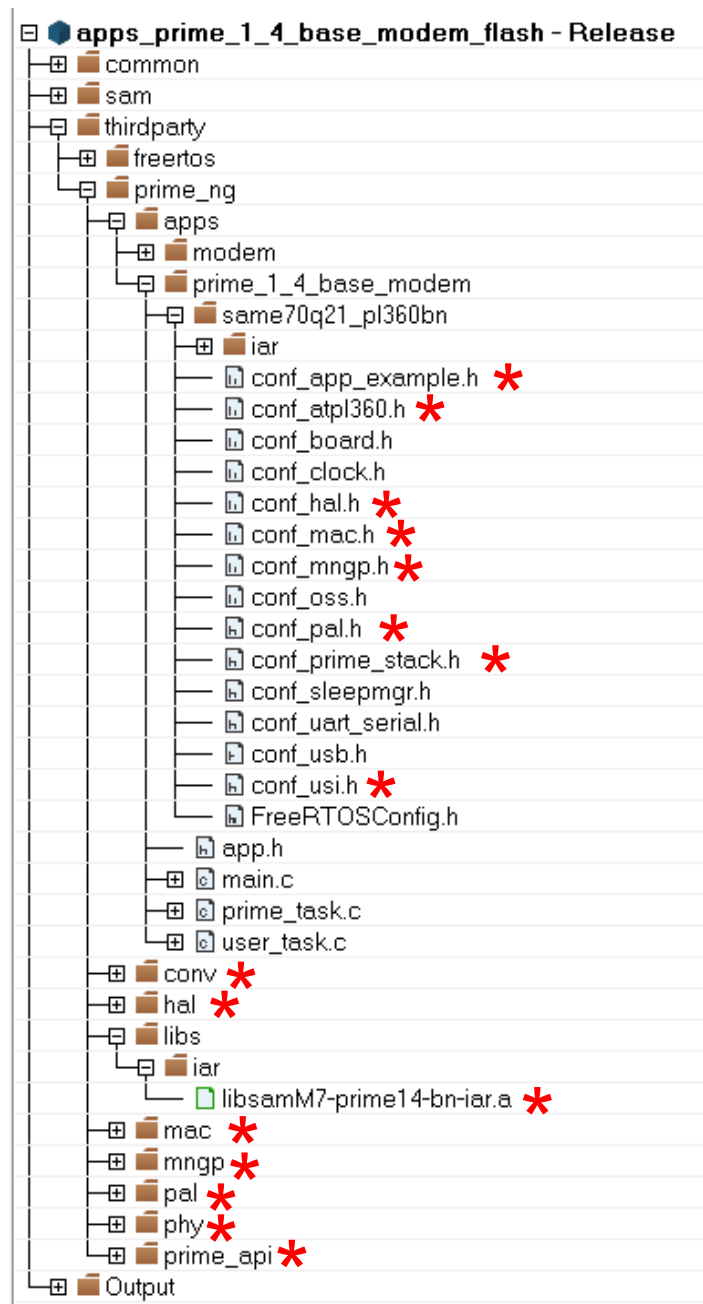 apps_prime_1_4_base_modem_flash - Release
common
sam
thirdparty
freertos
prime_ng
apps
modem
prime_1_4_base_modem
same70q21_pl360bn
iar
conf_app_example.h *
conf_atpl360.h *
conf_board.h
conf_clock.h
conf_hal.h *
conf_mac.h *
conf_mngp.h *
conf_oss.h
conf_pal.h *
conf_prime_stack.h *
conf_sleepmgr.h
conf_uart_serial.h
conf_usb.h
conf_usi.h *
FreeRTOSConfig.h
app.h
main.c
prime_task.c
user_task.c
conv *
hal *
libs
iar
libsamM7-prime14-bn-iar.a *
mac *
mngp *
pal *
phy *
prime_api *
Output